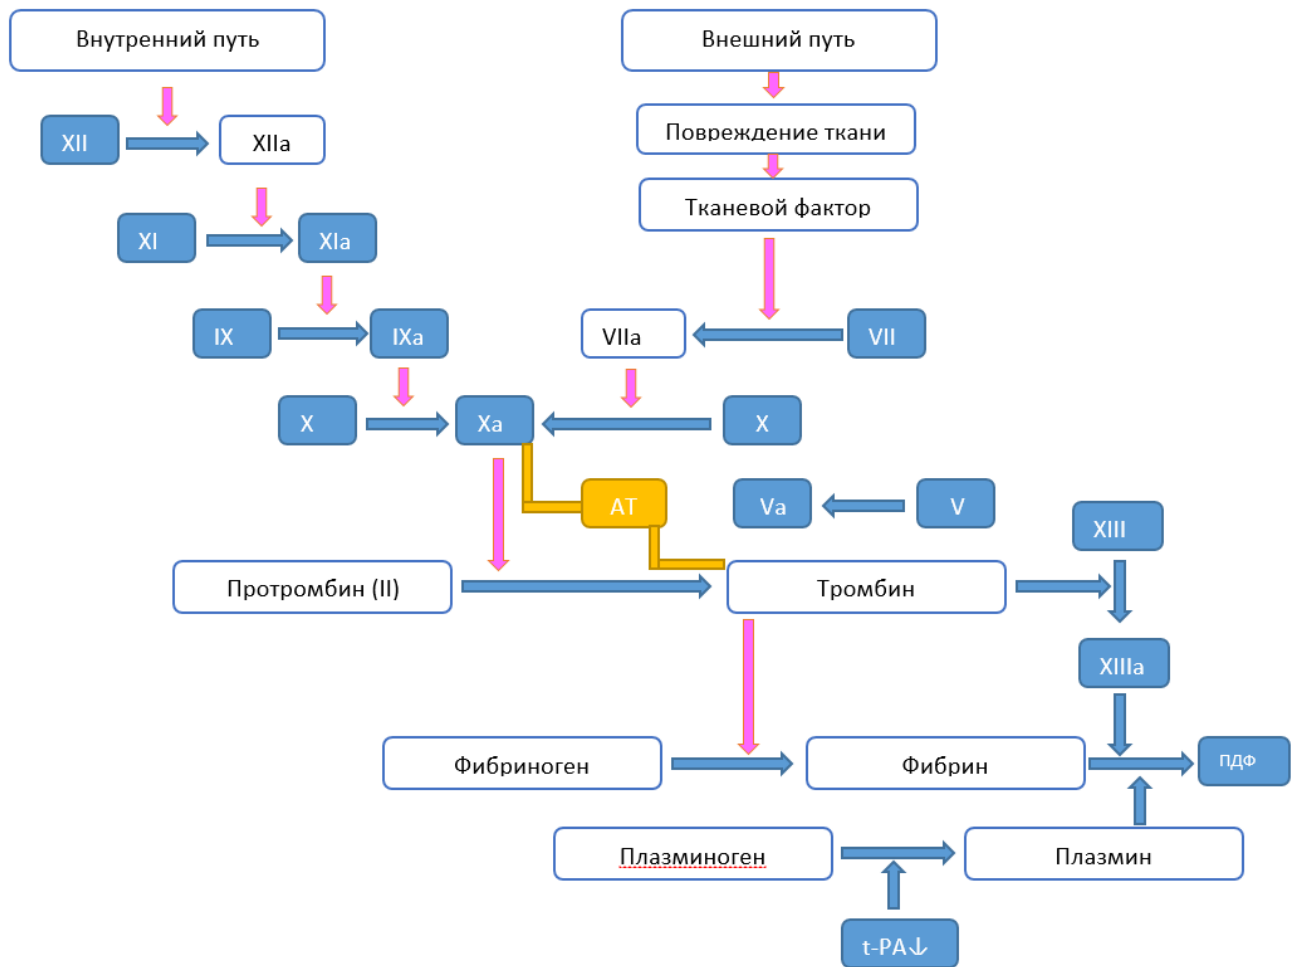 Внутренний путь
Внешний путь
XII
XIIa
Повреждение ткани
Тканевой фактор
XI
XIa
IX
IXa
VIIa
VII
X
Xa
X
АТ
Va
V
XIII
Протромбин (II)
Тромбин
XIIIa
Фибриноген
Фибрин
ПДФ
Плазминоген
Плазмин
t-PA↓